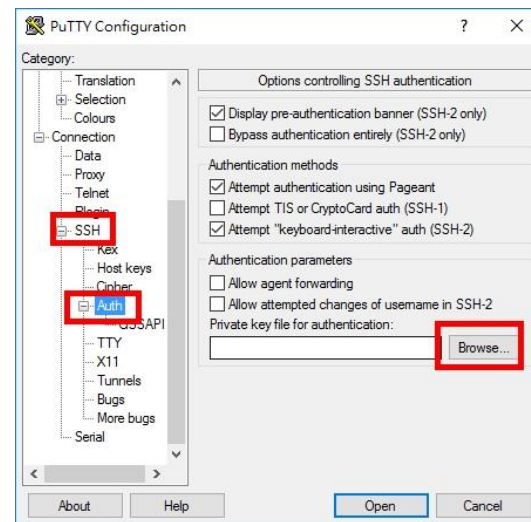 PuTTY Configuration
Category:
Translation
Selection
Colours
Connection
Data
Proxy
Telnet
Rlogin
SSH
Kex
Host keys
Cipher
Auth
GSSAPI
TTY
X11
Tunnels
Bugs
More bugs
Serial
Options controlling SSH authentication
Display pre-authentication banner (SSH-2 only)
Bypass authentication entirely (SSH-2 only)
Authentication methods
Attempt authentication using Pageant
Attempt TIS or CryptoCard auth (SSH-1)
Attempt "keyboard-interactive" auth (SSH-2)
Authentication parameters
Allow agent forwarding
Allow attempted changes of username in SSH-2
Private key file for authentication:
Browse...
About Help Open Cancel